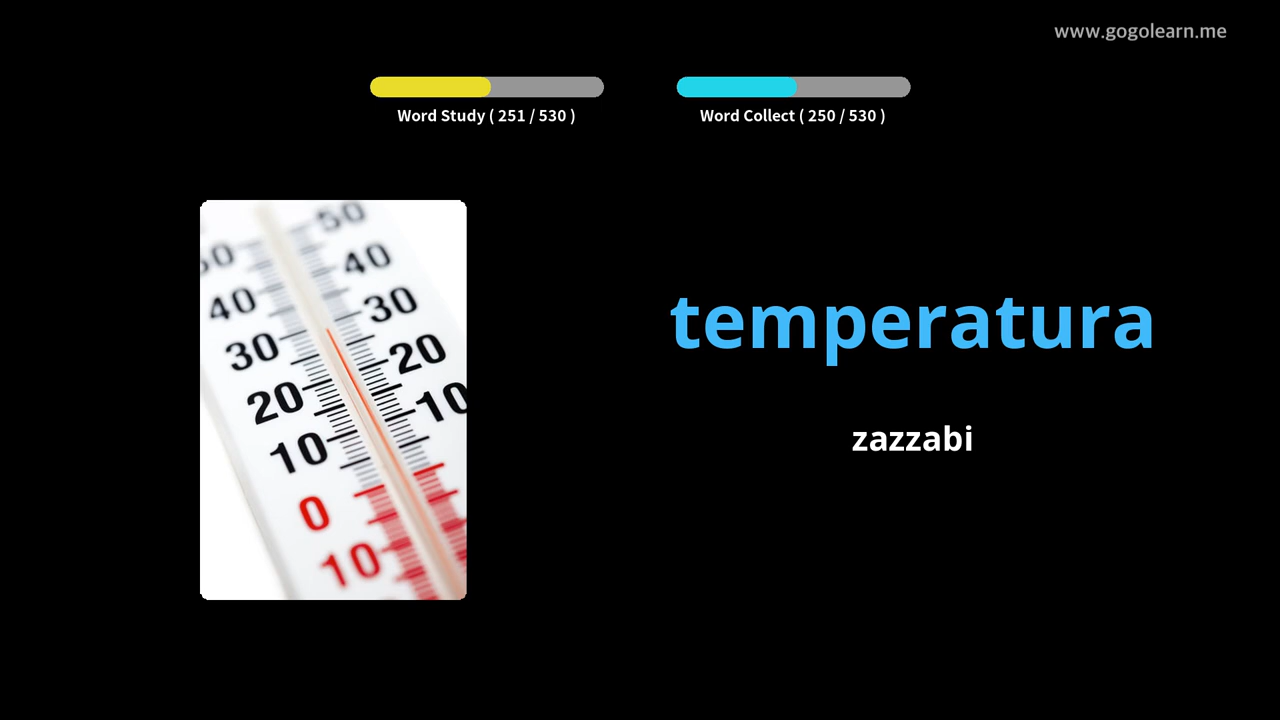 www.gogolearn.me
Word Study ( 251 / 530 )
Word Collect ( 250 / 530 )
50
50
40
40
30
30
20
20
10
10
0
10
temperatura
zazzabi